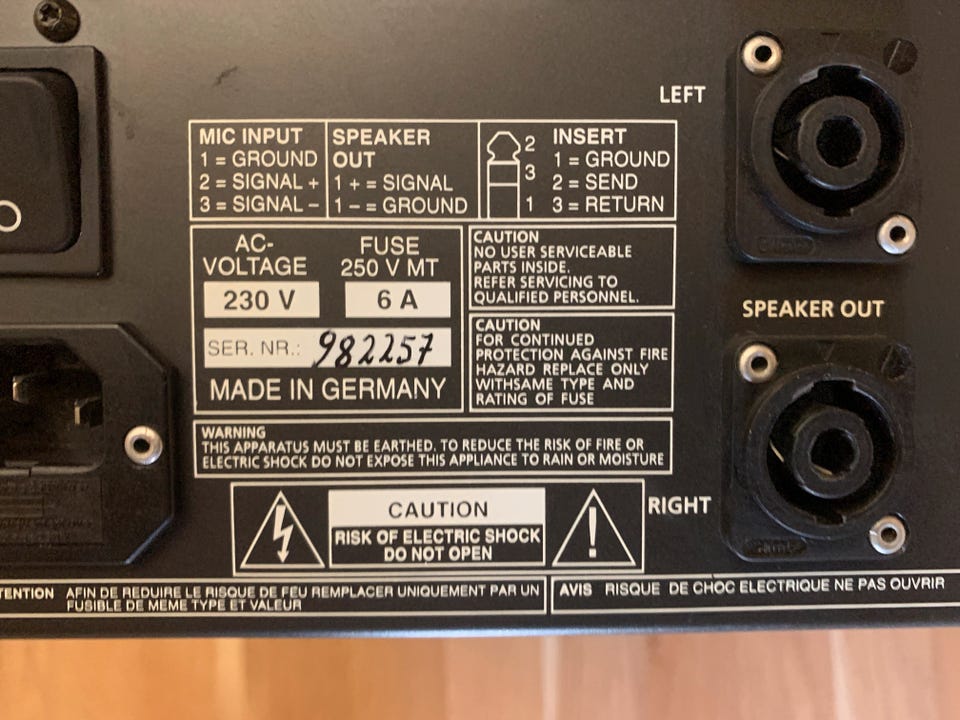 LEFT
MIC INPUT
1 = GROUND
2 = SIGNAL +
3 = SIGNAL –
SPEAKER
OUT
1 + = SIGNAL
1 – = GROUND
2
3
1
INSERT
1 = GROUND
2 = SEND
3 = RETURN
AC-
VOLTAGE
230 V
FUSE
250 V MT
6 A
SER. NR.: 982257
MADE IN GERMANY
CAUTION
NO USER SERVICEABLE
PARTS INSIDE.
REFER SERVICING TO
QUALIFIED PERSONNEL.
CAUTION
FOR CONTINUED
PROTECTION AGAINST FIRE
HAZARD REPLACE ONLY
WITHSAME TYPE AND
RATING OF FUSE
SPEAKER OUT
WARNING
THIS APPARATUS MUST BE EARTHED. TO REDUCE THE RISK OF FIRE OR
ELECTRIC SHOCK DO NOT EXPOSE THIS APPLIANCE TO RAIN OR MOISTURE
CAUTION
RISK OF ELECTRIC SHOCK
DO NOT OPEN
RIGHT
TENTION AFIN DE REDUIRE LE RISQUE DE FEU REMPLACER UNIQUEMENT PAR UN
FUSIBLE DE MEME TYPE ET VALEUR
AVIS RISQUE DE CHOC ELECTRIQUE NE PAS OUVRIR